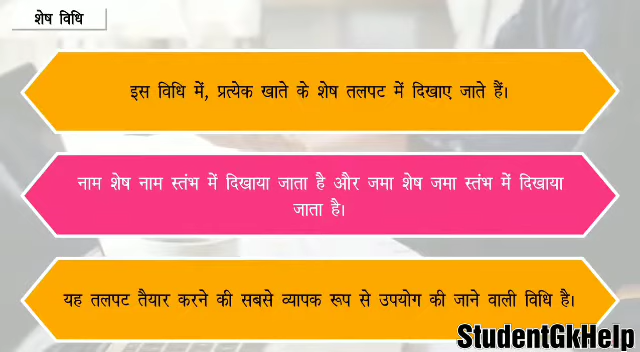 शेष विधि
इस विधि में, प्रत्येक खाते के शेष तलपट में दिखाए जाते हैं।
नाम शेष नाम स्तंभ में दिखाया जाता है और जमा शेष जमा स्तंभ में दिखाया
जाता है।
यह तलपट तैयार करने की सबसे व्यापक रूप से उपयोग की जाने वाली विधि है।
StudentGkHelp